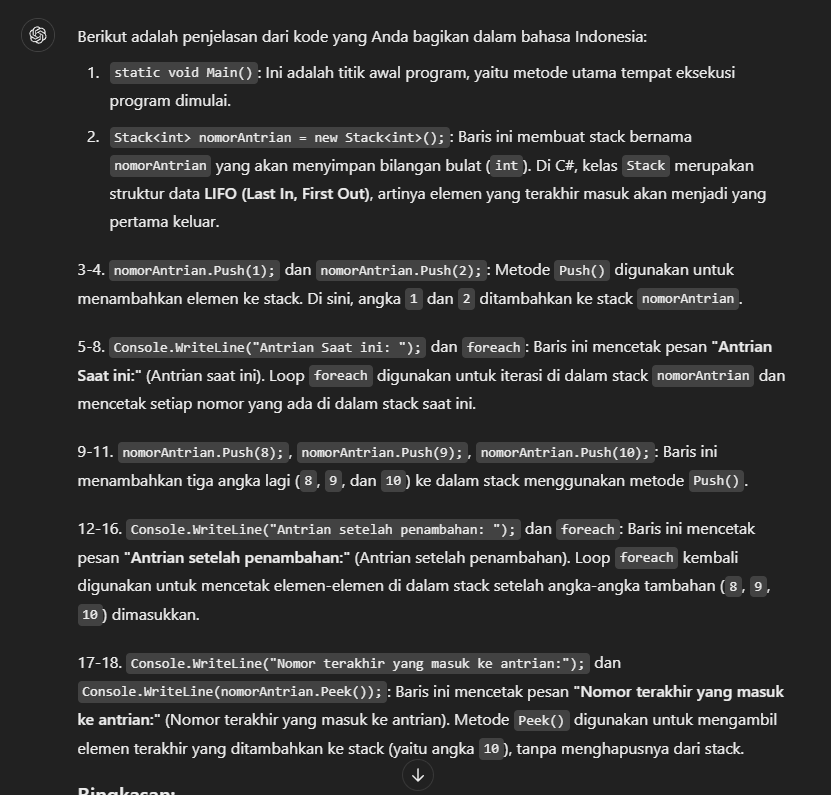 Berikut adalah penjelasan dari kode yang Anda bagikan dalam bahasa Indonesia:
1. static void Main() : Ini adalah titik awal program, yaitu metode utama tempat eksekusi
program dimulai.
2. Stack<int> nomorAntrian = new Stack<int>(); : Baris ini membuat stack bernama
nomorAntrian yang akan menyimpan bilangan bulat ( int ). Di C#, kelas Stack merupakan
struktur data LIFO (Last In, First Out), artinya elemen yang terakhir masuk akan menjadi yang
pertama keluar.
3-4. nomorAntrian.Push(1); dan nomorAntrian.Push(2); : Metode Push() digunakan untuk
menambahkan elemen ke stack. Di sini, angka 1 dan 2 ditambahkan ke stack nomorAntrian .
5-8. Console.WriteLine("Antrian Saat ini: "); dan foreach : Baris ini mencetak pesan "Antrian
Saat ini:" (Antrian saat ini). Loop foreach digunakan untuk iterasi di dalam stack nomorAntrian dan
mencetak setiap nomor yang ada di dalam stack saat ini.
9-11. nomorAntrian.Push(8); , nomorAntrian.Push(9); , nomorAntrian.Push(10); : Baris ini
menambahkan tiga angka lagi ( 8 , 9 , dan 10 ) ke dalam stack menggunakan metode Push() .
12-16. Console.WriteLine("Antrian setelah penambahan: "); dan foreach : Baris ini mencetak
pesan "Antrian setelah penambahan:" (Antrian setelah penambahan). Loop foreach kembali
digunakan untuk mencetak elemen-elemen di dalam stack setelah angka-angka tambahan ( 8 , 9 ,
10 ) dimasukkan.
17-18. Console.WriteLine("Nomor terakhir yang masuk ke antrian:"); dan
Console.WriteLine(nomorAntrian.Peek()); : Baris ini mencetak pesan "Nomor terakhir yang masuk
ke antrian:" (Nomor terakhir yang masuk ke antrian). Metode Peek() digunakan untuk mengambil
elemen terakhir yang ditambahkan ke stack (yaitu angka 10 ), tanpa menghapusnya dari stack.
Ringkasan: